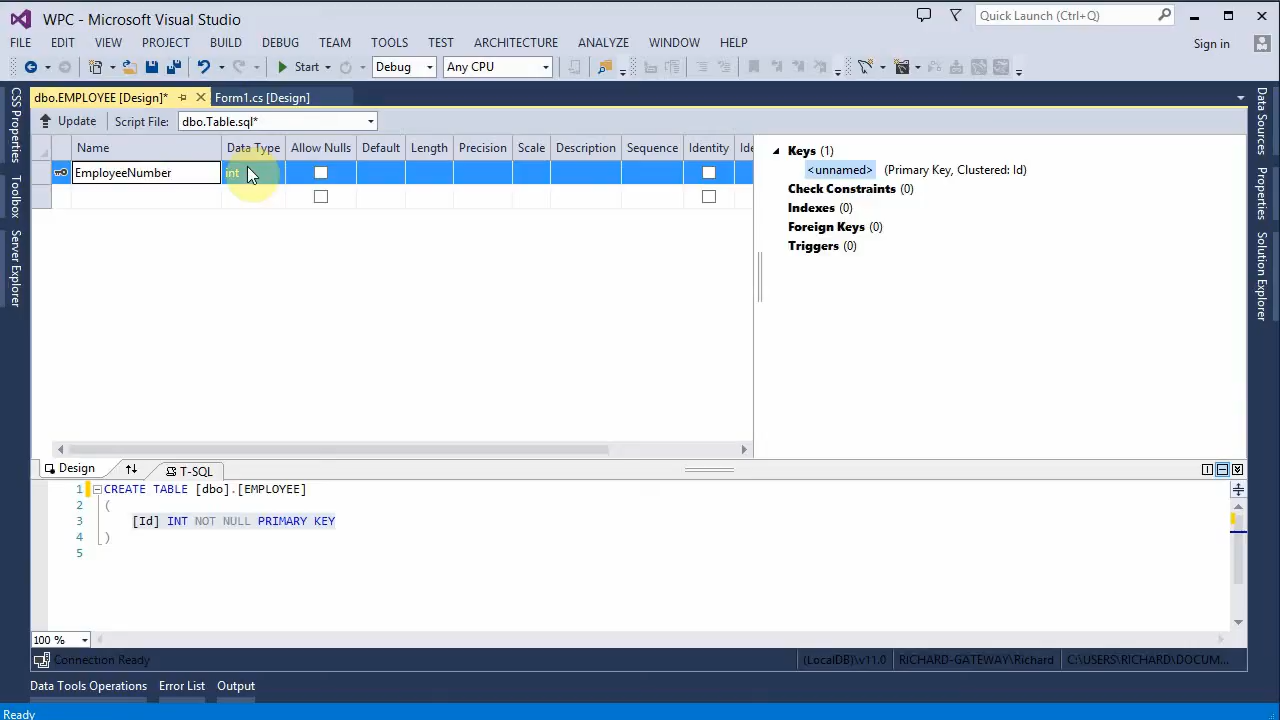 WPC - Microsoft Visual Studio
Quick Launch (Ctrl+Q)
FILE EDIT VIEW PROJECT BUILD DEBUG TEAM TOOLS TEST ARCHITECTURE ANALYZE WINDOW HELP
Sign in
Start Debug Any CPU
CSS Properties
Toolbox
Server Explorer
dbo.EMPLOYEE [Design]* Form1.cs [Design]
Update Script File: dbo.Table.sql*
Name Data Type Allow Nulls Default Length Precision Scale Description Sequence Identity Ide
EmployeeNumber int
Keys (1)
<unnamed> (Primary Key, Clustered: Id)
Check Constraints (0)
Indexes (0)
Foreign Keys (0)
Triggers (0)
Data Sources
Properties
Solution Explorer
Design T-SQL
1 CREATE TABLE [dbo].[EMPLOYEE]
2 (
3 [Id] INT NOT NULL PRIMARY KEY
4 )
5
100 %
Connection Ready (LocalDB)\v11.0 RICHARD-GATEWAY\Richard C:\USERS\RICHARD\DOCUM...
Data Tools Operations Error List Output
Ready